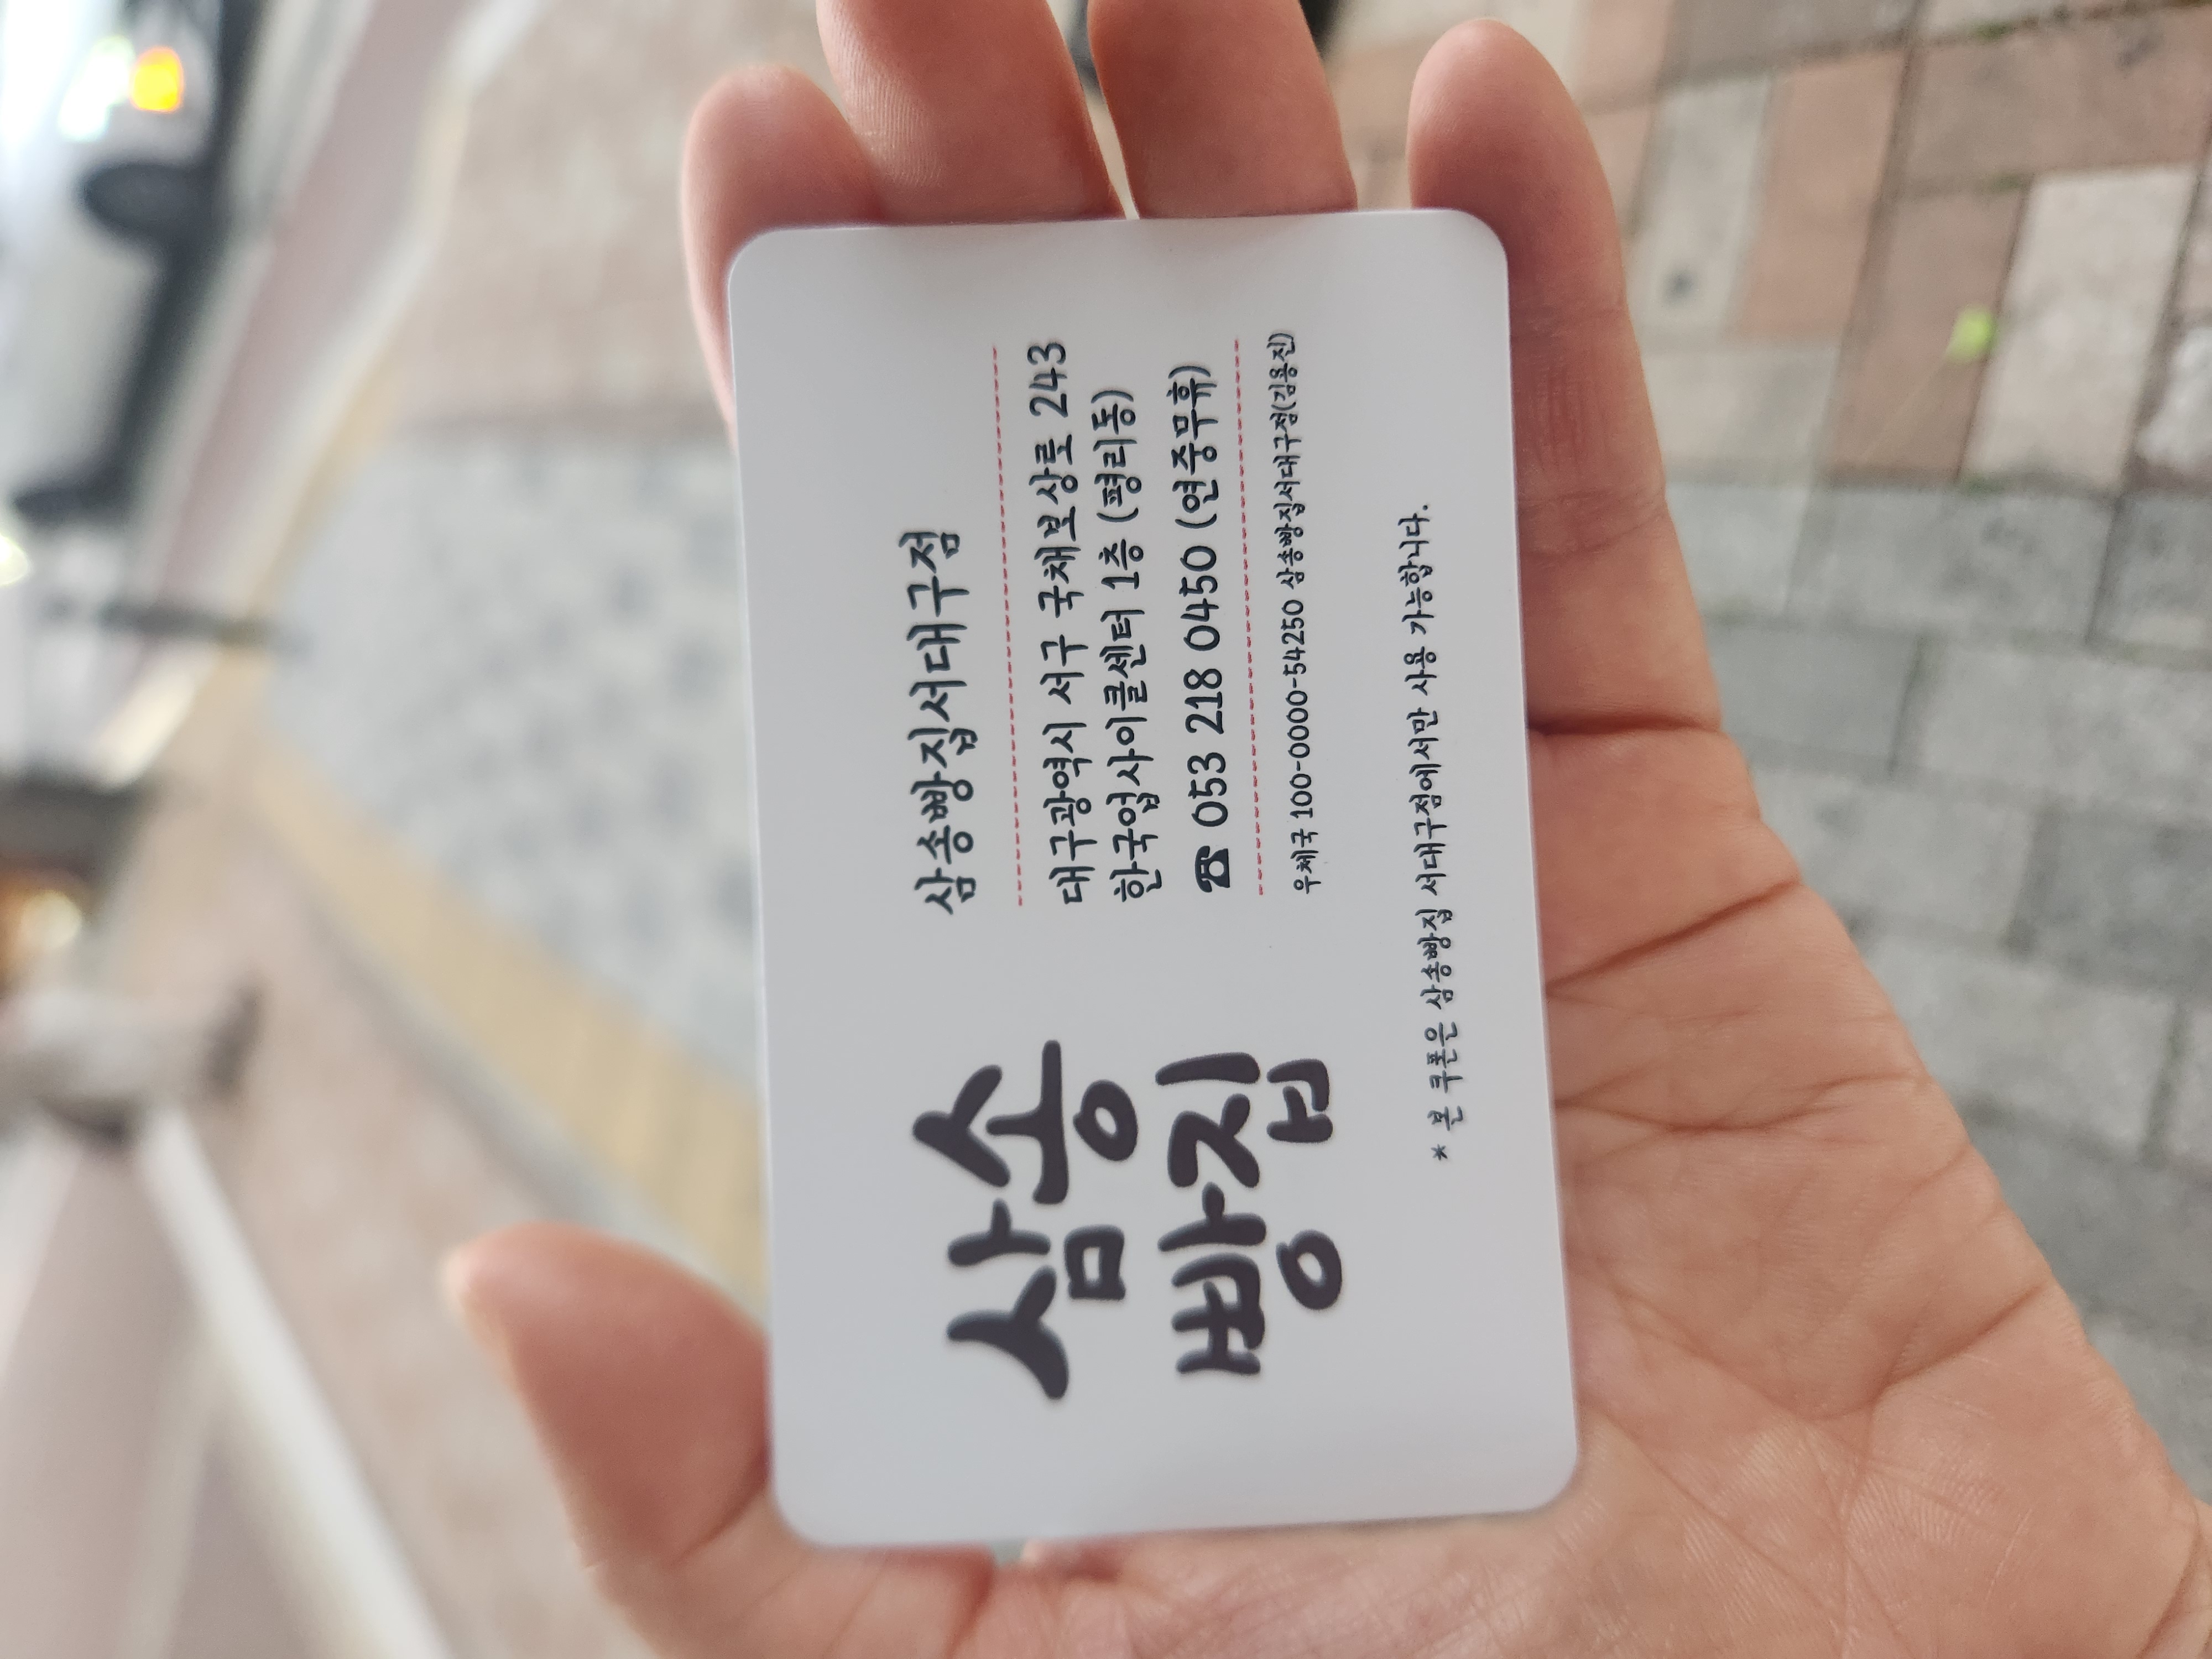 삼송
빵집
삼송빵집서대구점
대구광역시 서구 국채보상로 243
한국업사이클센터 1층 (평리동)
☎ 053 218 0450 (연중무휴)
우체국 100-0000-54250 삼송빵집서대구점(김용진)
* 본 쿠폰은 삼송빵집 서대구점에서만 사용 가능합니다.